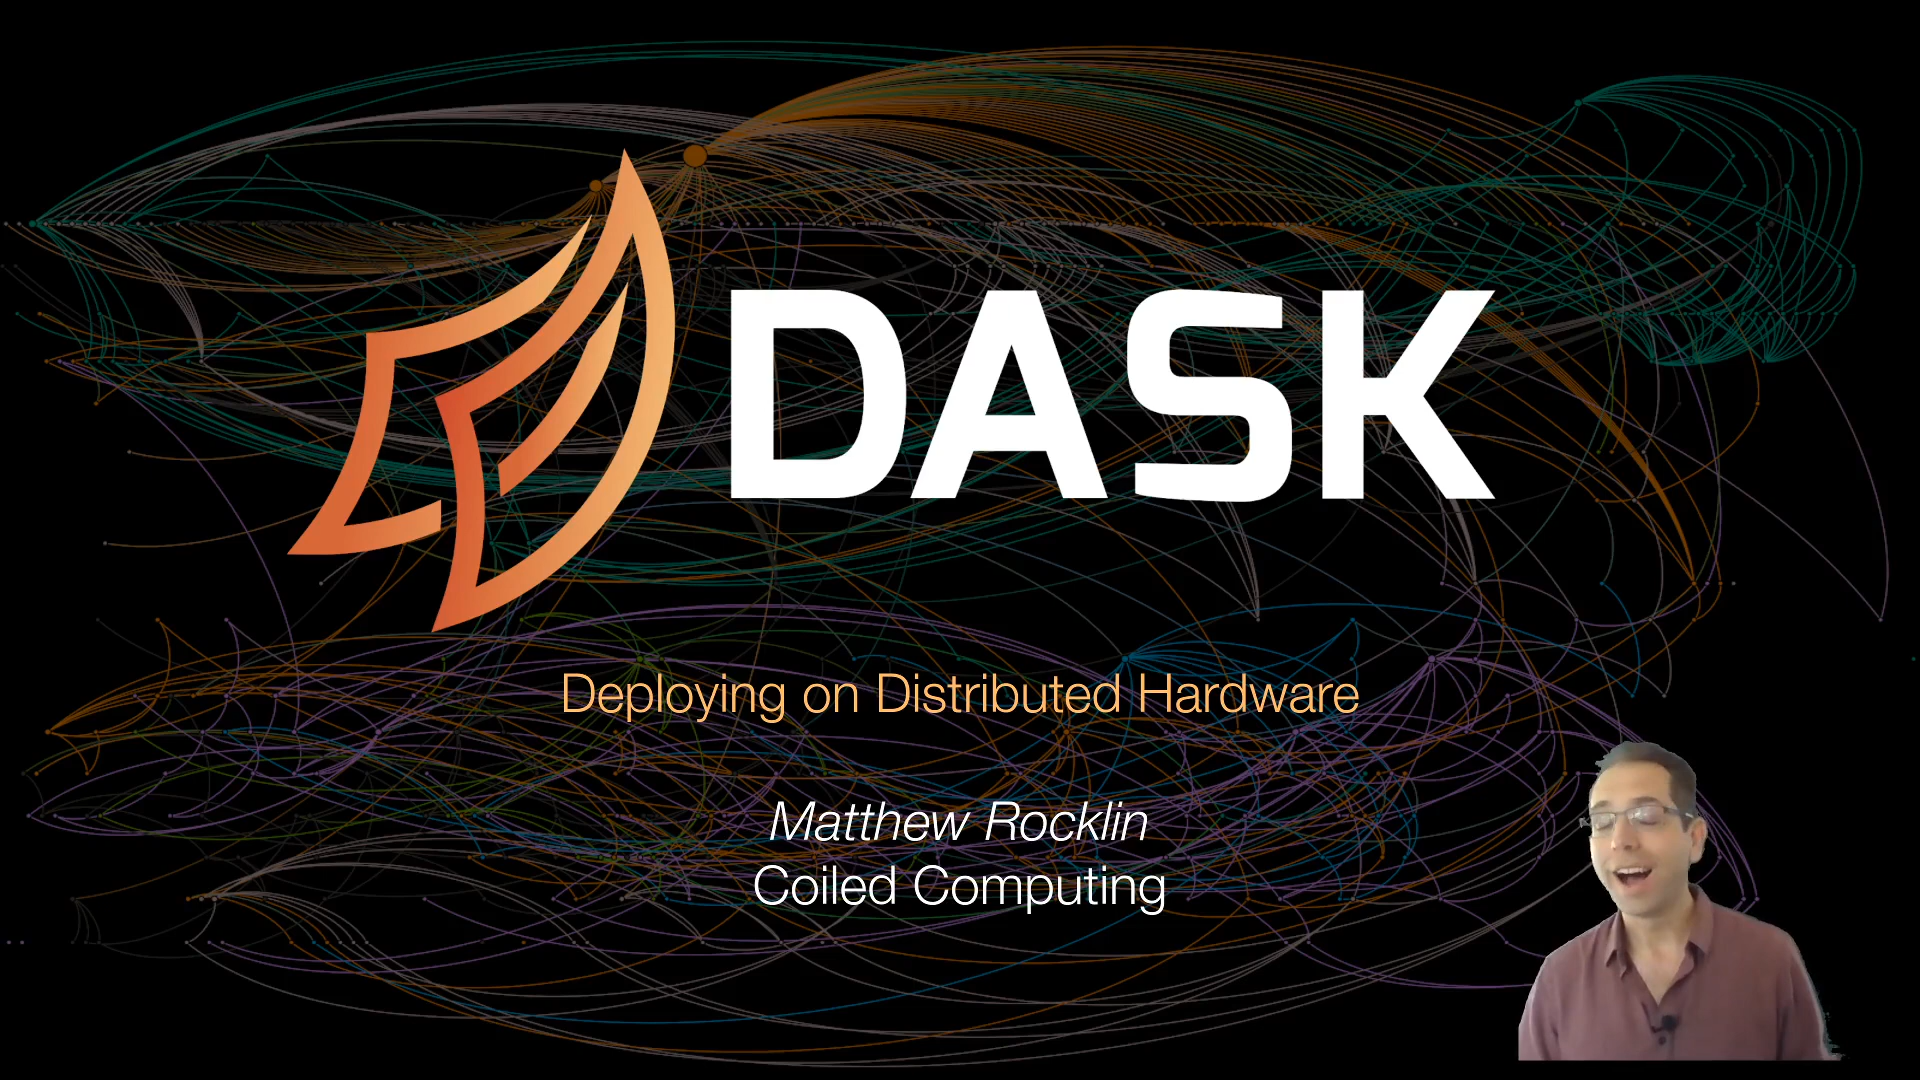 DASK
Deploying on Distributed Hardware
Matthew Rocklin
Coiled Computing